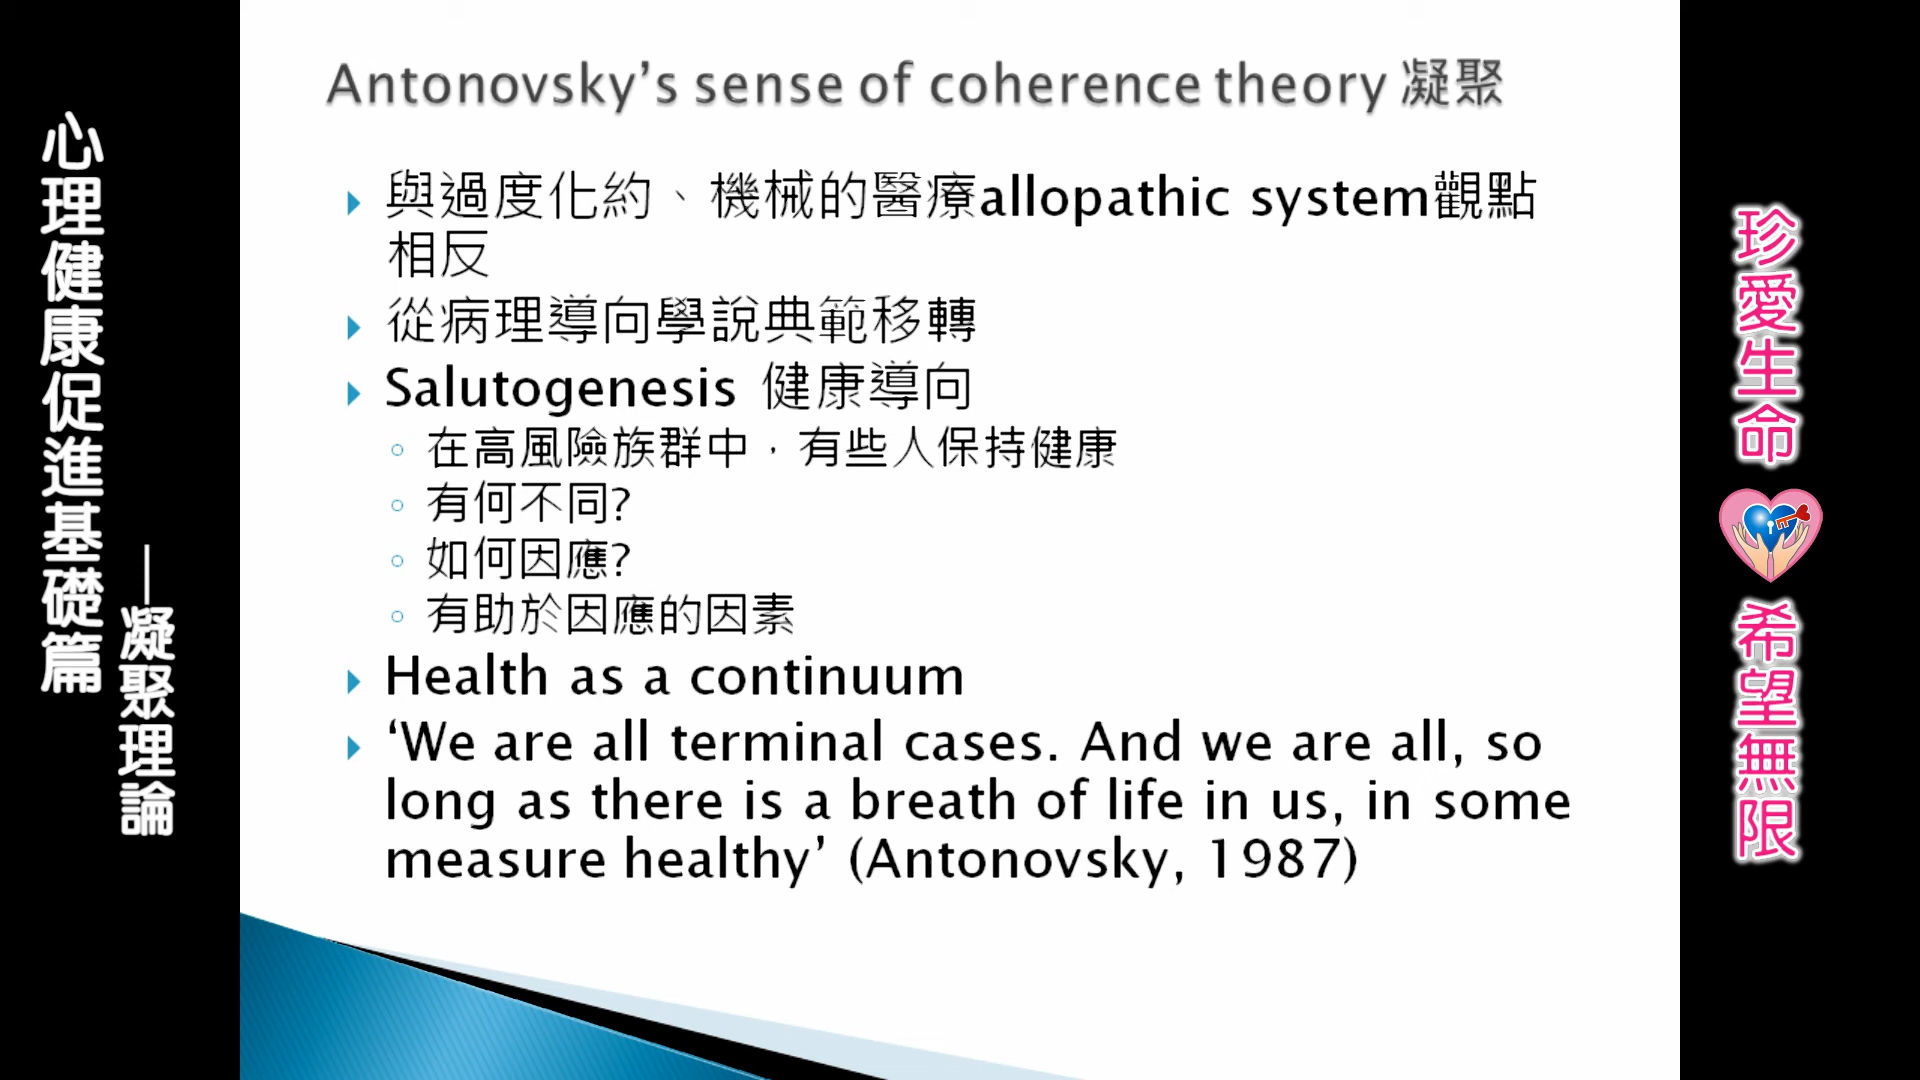 心理健康促進基礎篇
—凝聚理論
Antonovsky’s sense of coherence theory 凝聚
與過度化約、機械的醫療allopathic system觀點
相反
從病理導向學說典範移轉
Salutogenesis 健康導向
在高風險族群中，有些人保持健康
有何不同?
如何因應?
有助於因應的因素
Health as a continuum
‘We are all terminal cases. And we are all, so
long as there is a breath of life in us, in some
measure healthy’ (Antonovsky, 1987)
珍愛生命
希望無限